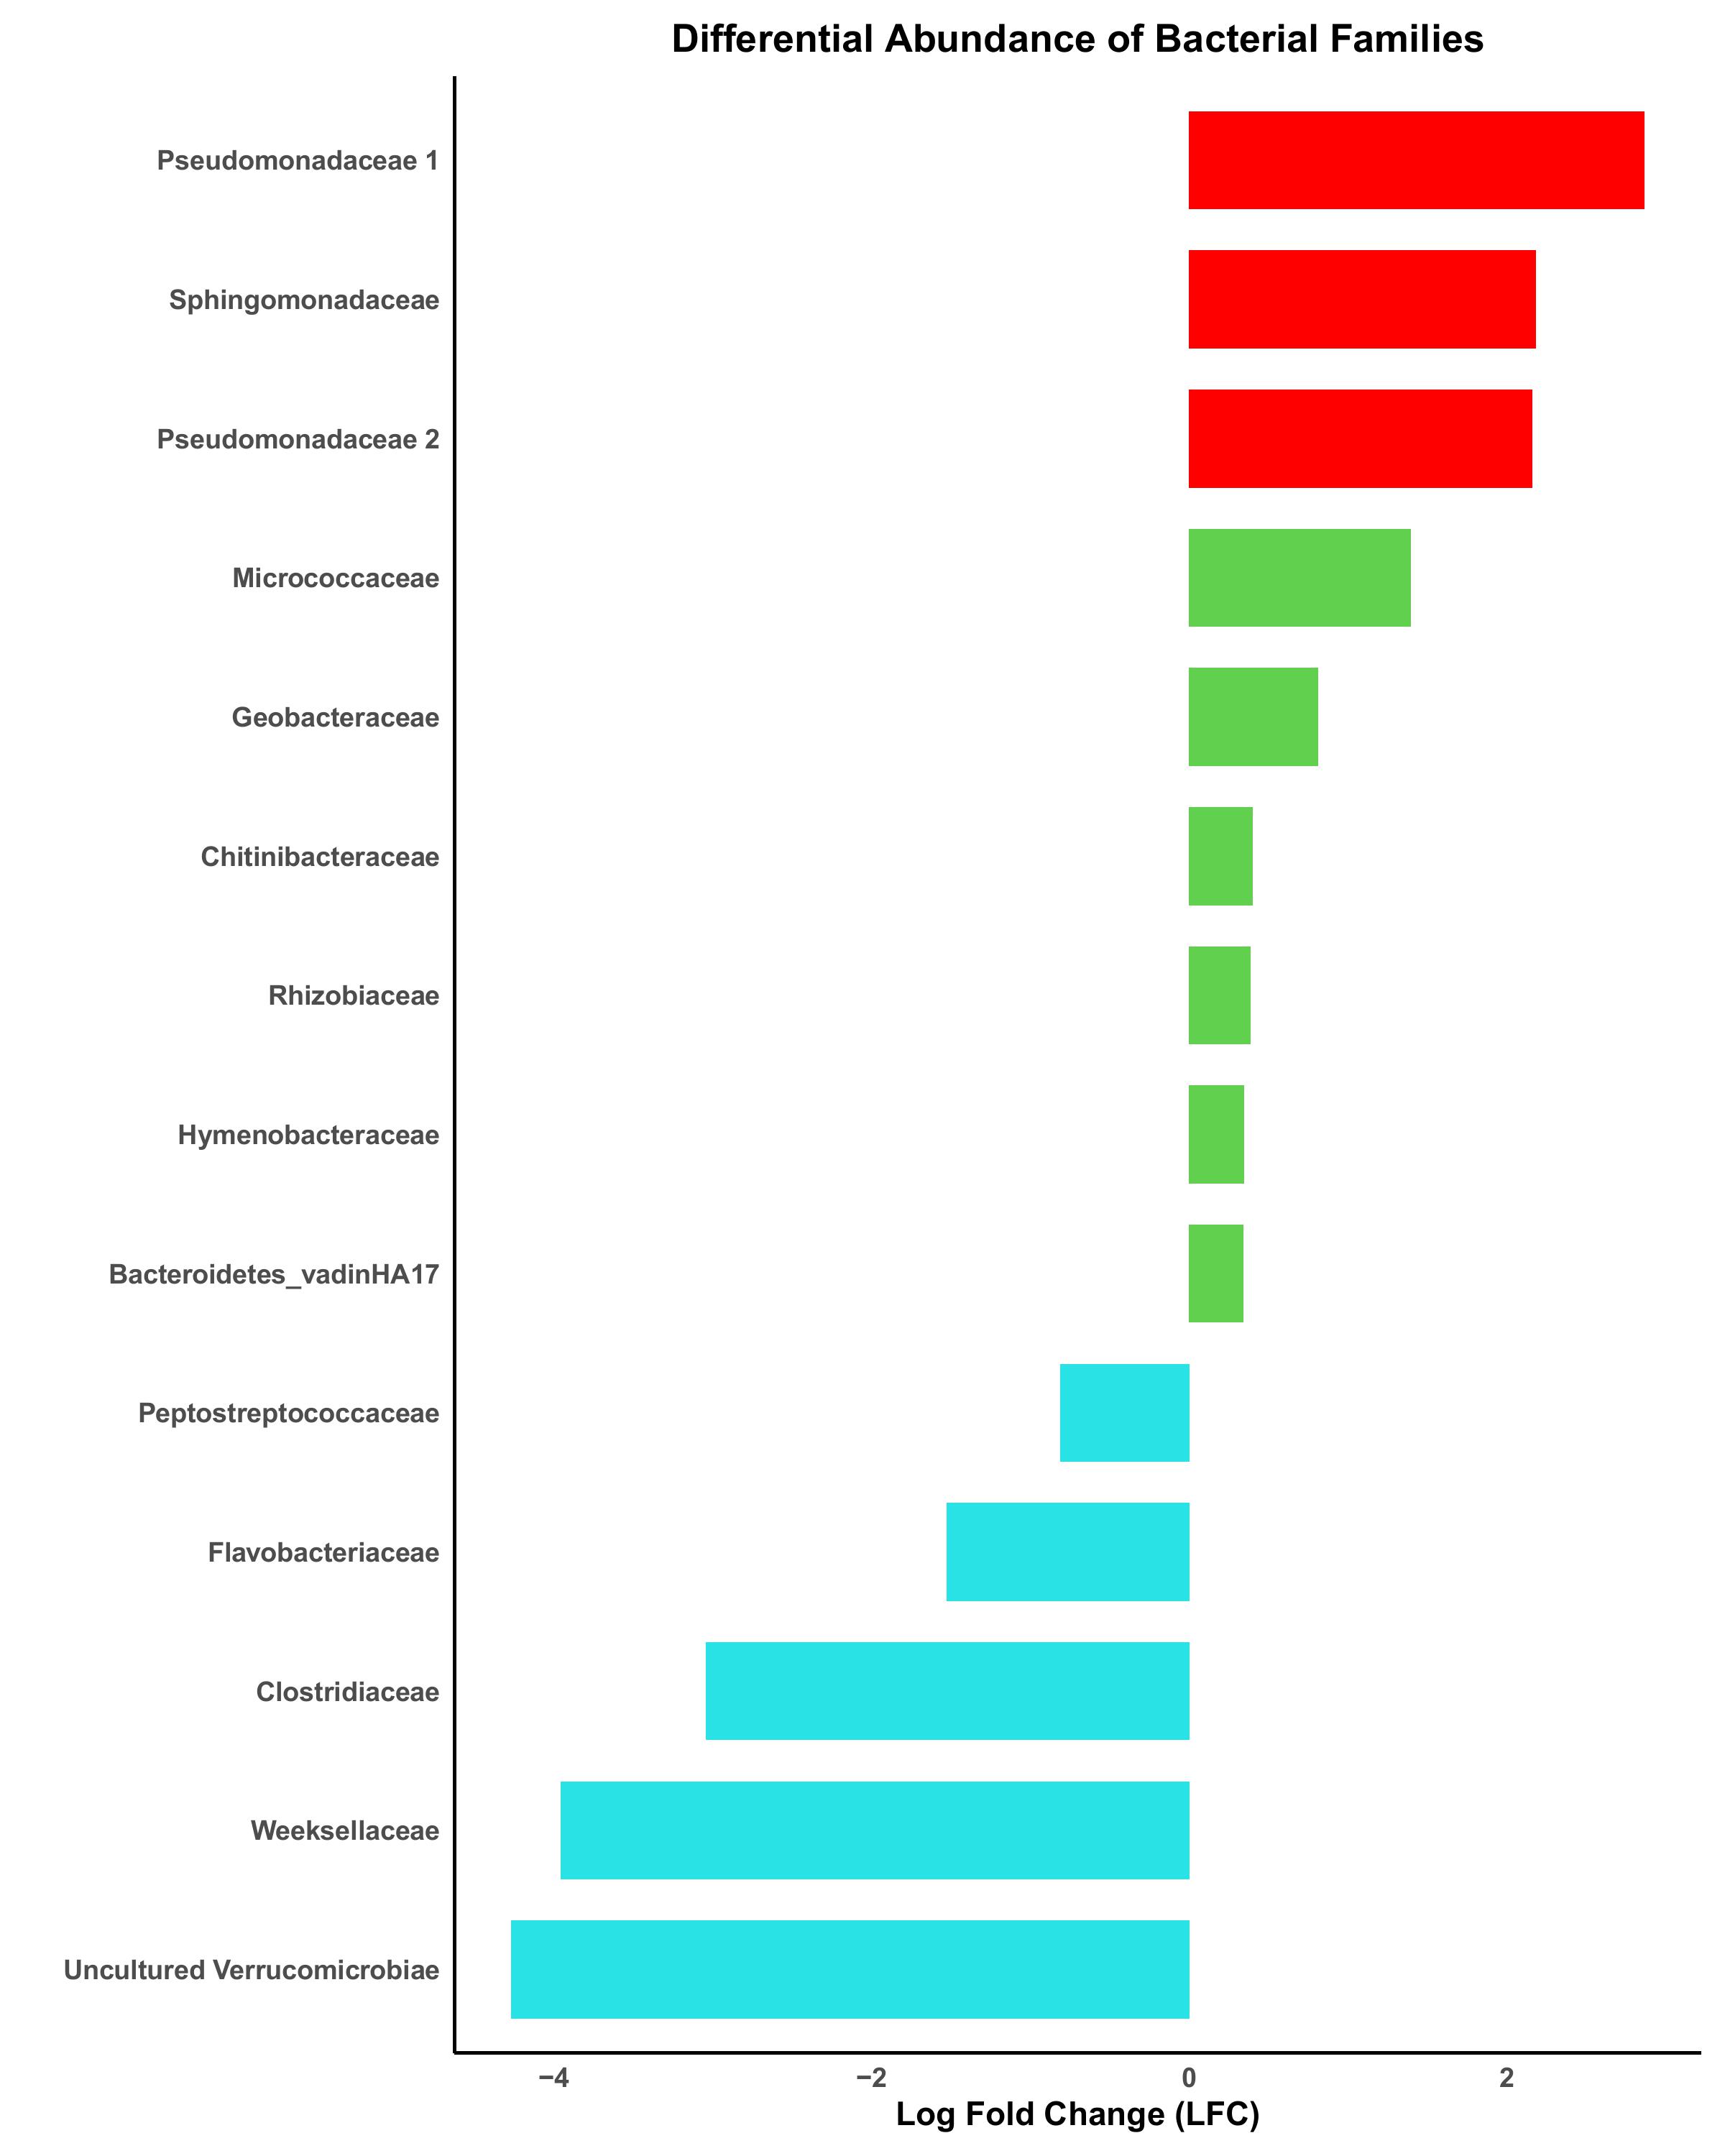 Differential Abundance of Bacterial Families
Pseudomonadaceae 1
Sphingomonadaceae
Pseudomonadaceae 2
Micrococcaceae
Geobacteraceae
Chitinibacteraceae
Rhizobiaceae
Hymenobacteraceae
Bacteroidetes_vadinHA17
Peptostreptococcaceae
Flavobacteriaceae
Clostridiaceae
Weeksellaceae
Uncultured Verrucomicrobiae
−4 −2 0 2
Log Fold Change (LFC)